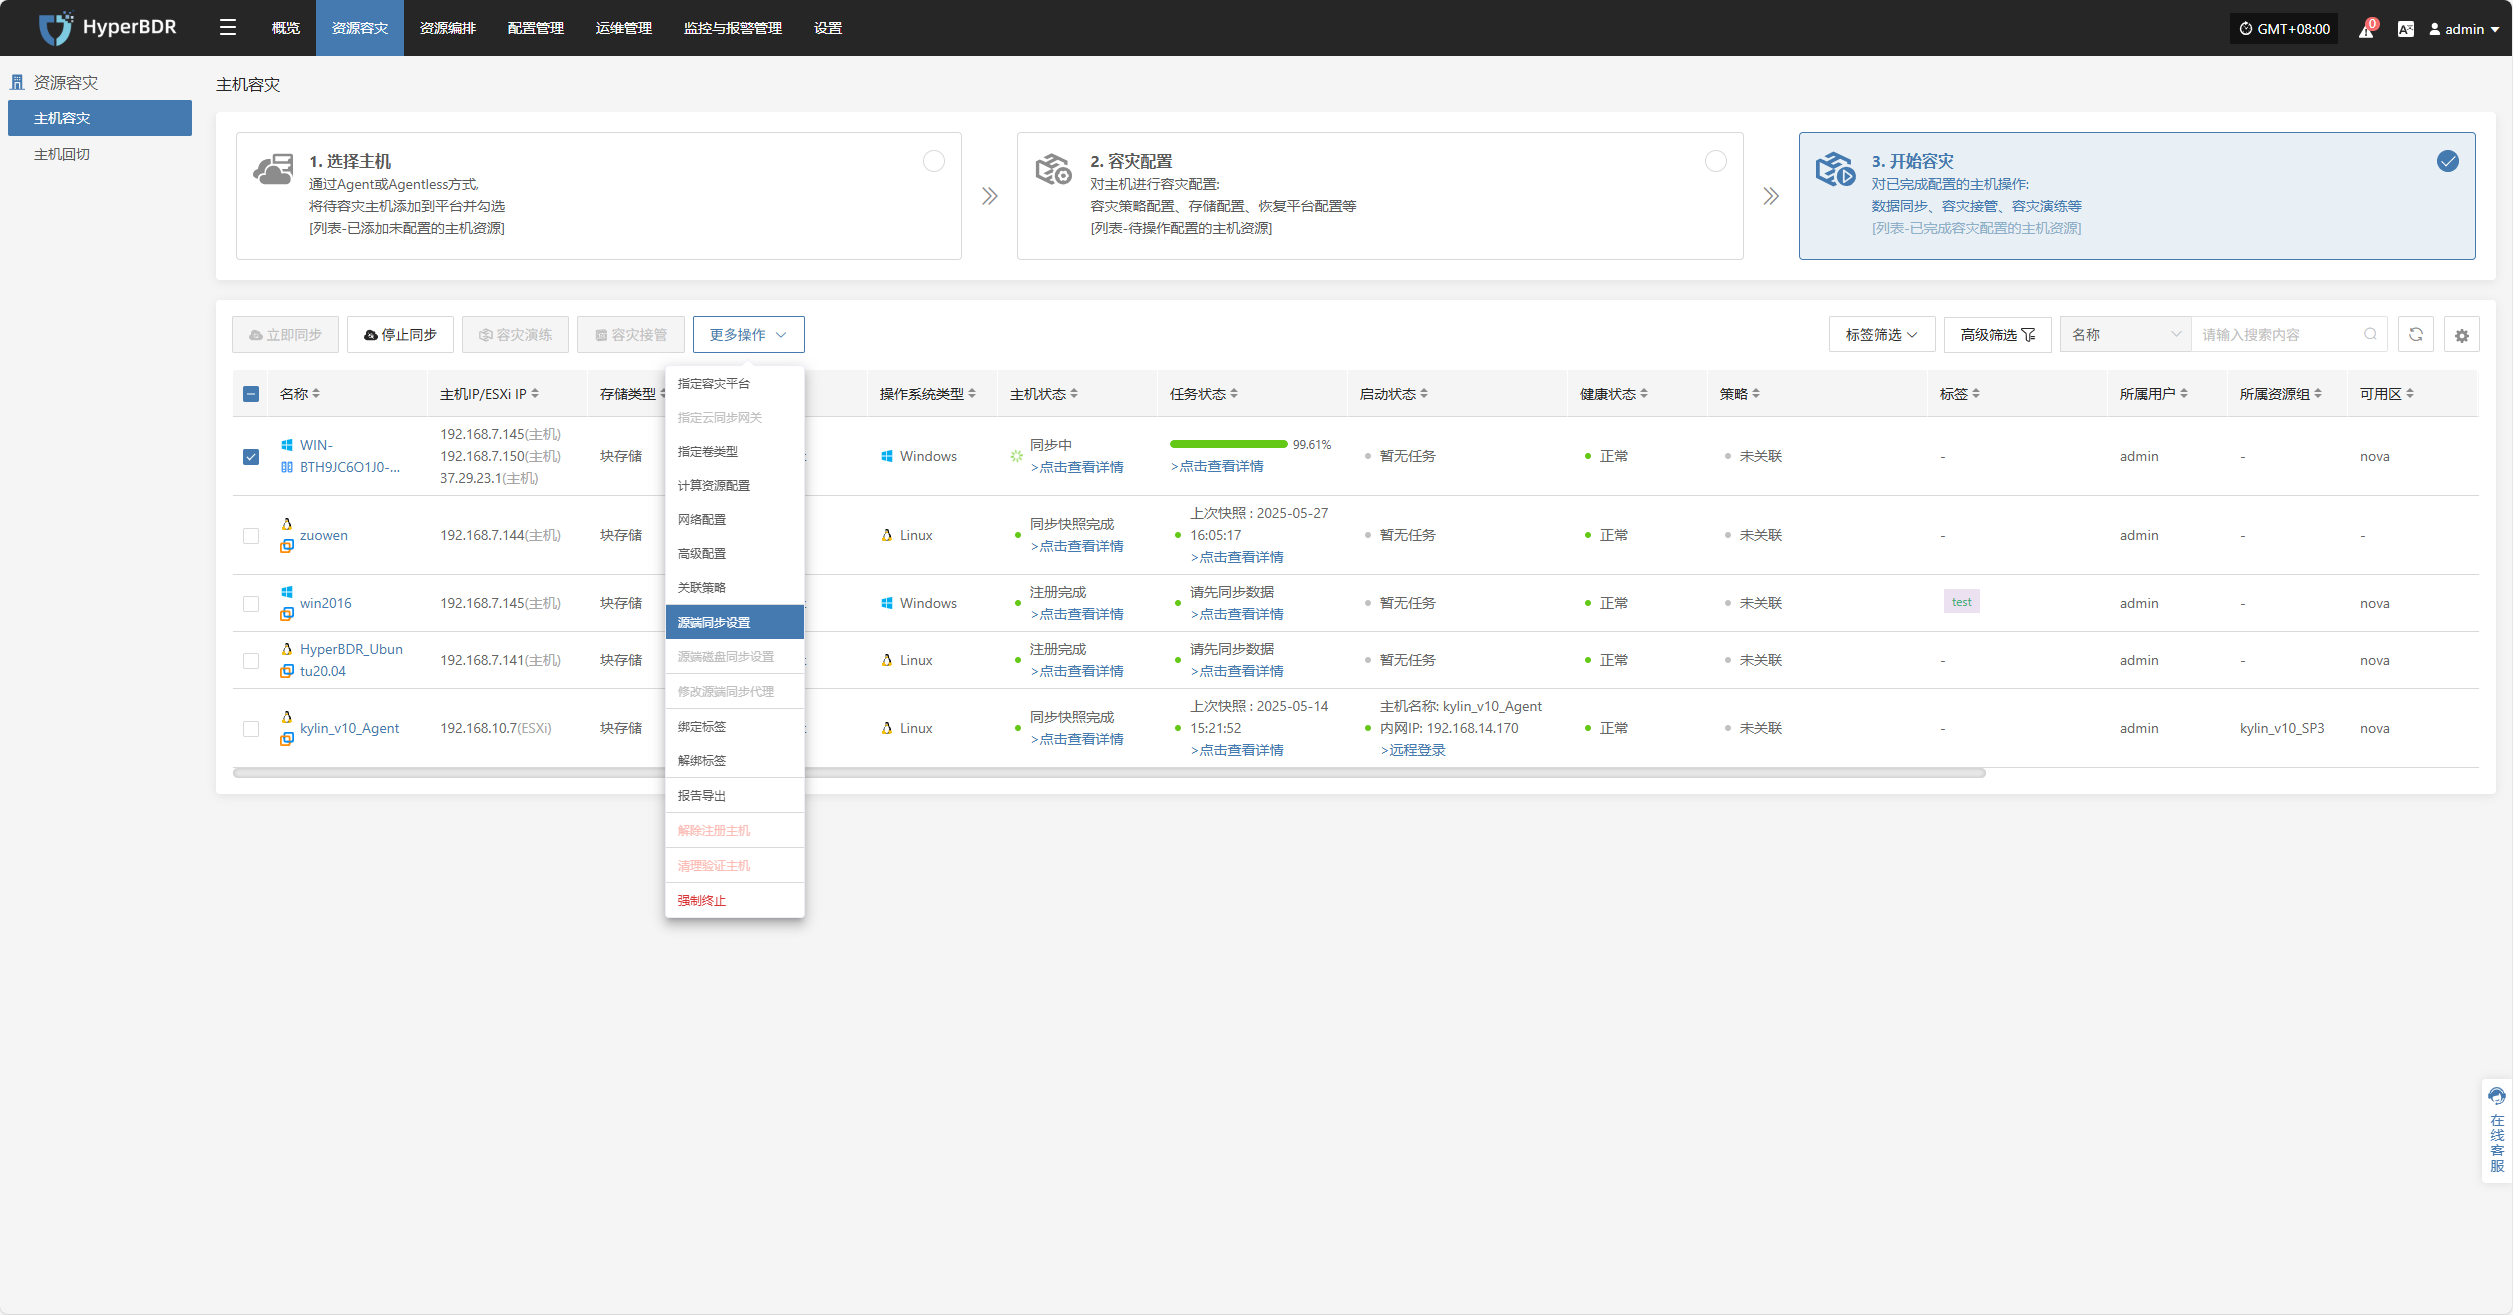 HyperBDR
概览
资源容灾
资源编排
配置管理
运维管理
监控与报警管理
设置
GMT+08:00
0
admin
资源容灾
主机容灾
主机回切
主机容灾
1. 选择主机
通过Agent或Agentless方式,
将待容灾主机添加到平台并勾选
[列表-已添加未配置的主机资源]
2. 容灾配置
对主机进行容灾配置:
容灾策略配置、存储配置、恢复平台配置等
[列表-待操作配置的主机资源]
3. 开始容灾
对已完成配置的主机操作:
数据同步、容灾接管、容灾演练等
[列表-已完成容灾配置的主机资源]
立即同步
停止同步
容灾演练
容灾接管
更多操作
标签筛选
高级筛选
名称
请输入搜索内容
名称
主机IP/ESXi IP
存储类型
操作系统类型
主机状态
任务状态
启动状态
健康状态
策略
标签
所属用户
所属资源组
可用区
WIN-
BTH9JC6O1J0-...
192.168.7.145(主机)
192.168.7.150(主机)
37.29.23.1(主机)
块存储
Windows
同步中
>点击查看详情
99.61%
>点击查看详情
暂无任务
正常
未关联
-
admin
-
nova
zuowen
192.168.7.144(主机)
块存储
Linux
同步快照完成
>点击查看详情
上次快照 : 2025-05-27
16:05:17
>点击查看详情
暂无任务
正常
未关联
-
admin
-
-
win2016
192.168.7.145(主机)
块存储
Windows
注册完成
>点击查看详情
请先同步数据
>点击查看详情
暂无任务
正常
未关联
test
admin
-
nova
HyperBDR_Ubun
tu20.04
192.168.7.141(主机)
块存储
Linux
注册完成
>点击查看详情
请先同步数据
>点击查看详情
暂无任务
正常
未关联
-
admin
-
nova
kylin_v10_Agent
192.168.10.7(ESXi)
块存储
Linux
同步快照完成
>点击查看详情
上次快照 : 2025-05-14
15:21:52
>点击查看详情
主机名称: kylin_v10_Agent
内网IP: 192.168.14.170
>远程登录
正常
未关联
-
admin
kylin_v10_SP3
nova
指定容灾平台
指定云同步网关
指定卷类型
计算资源配置
网络配置
高级配置
关联策略
源端同步设置
源端磁盘同步设置
修改源端同步代理
绑定标签
解绑标签
报告导出
解除注册主机
清理验证主机
强制终止
在线客服